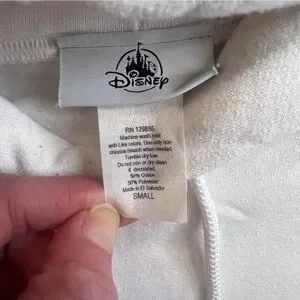 Disney
RN 129855
Machine wash cold
with Like colors. Use only non-
chlorine bleach when needed.
Tumble dry low.
Do not iron or dry clean
if decorated.
50% Cotton
50% Polyester
Made in El Salvador
SMALL